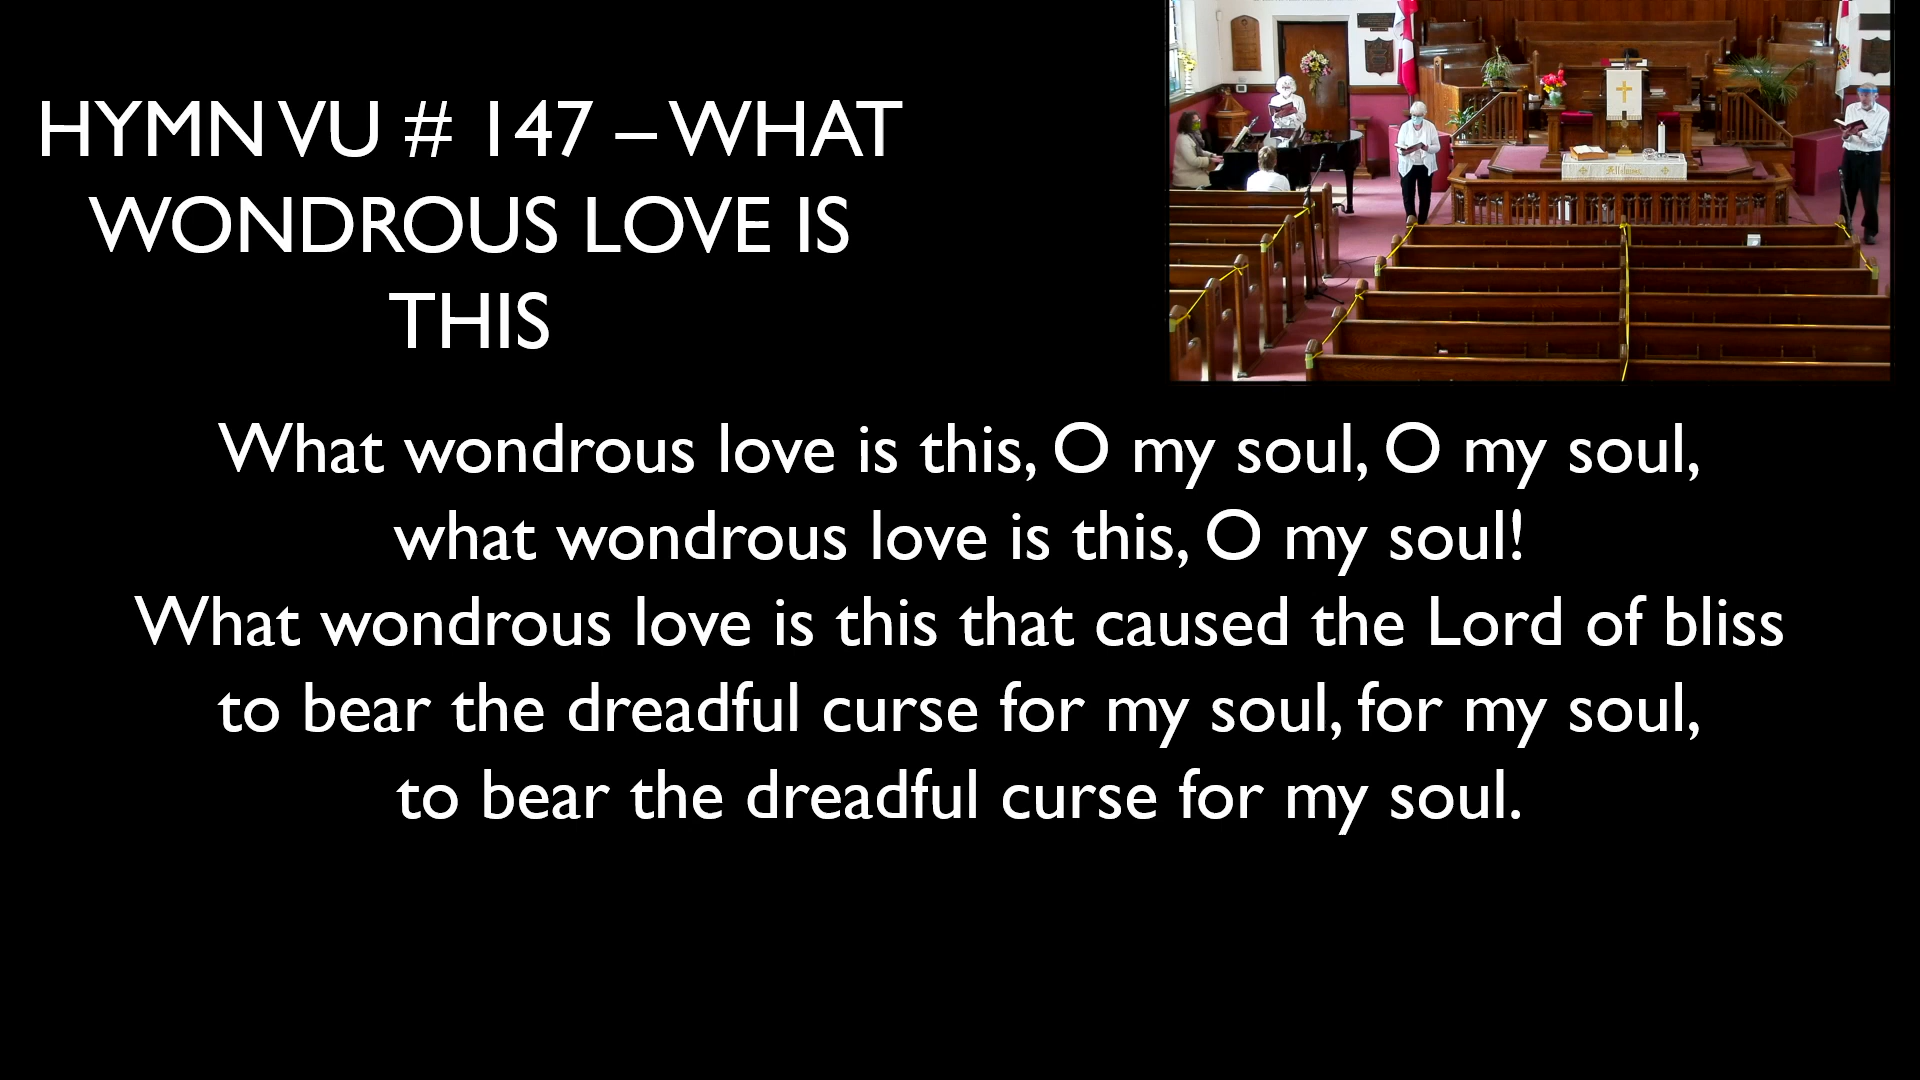 HYMN VU # 147 – WHAT
WONDROUS LOVE IS
THIS
What wondrous love is this, O my soul, O my soul,
what wondrous love is this, O my soul!
What wondrous love is this that caused the Lord of bliss
to bear the dreadful curse for my soul, for my soul,
to bear the dreadful curse for my soul.